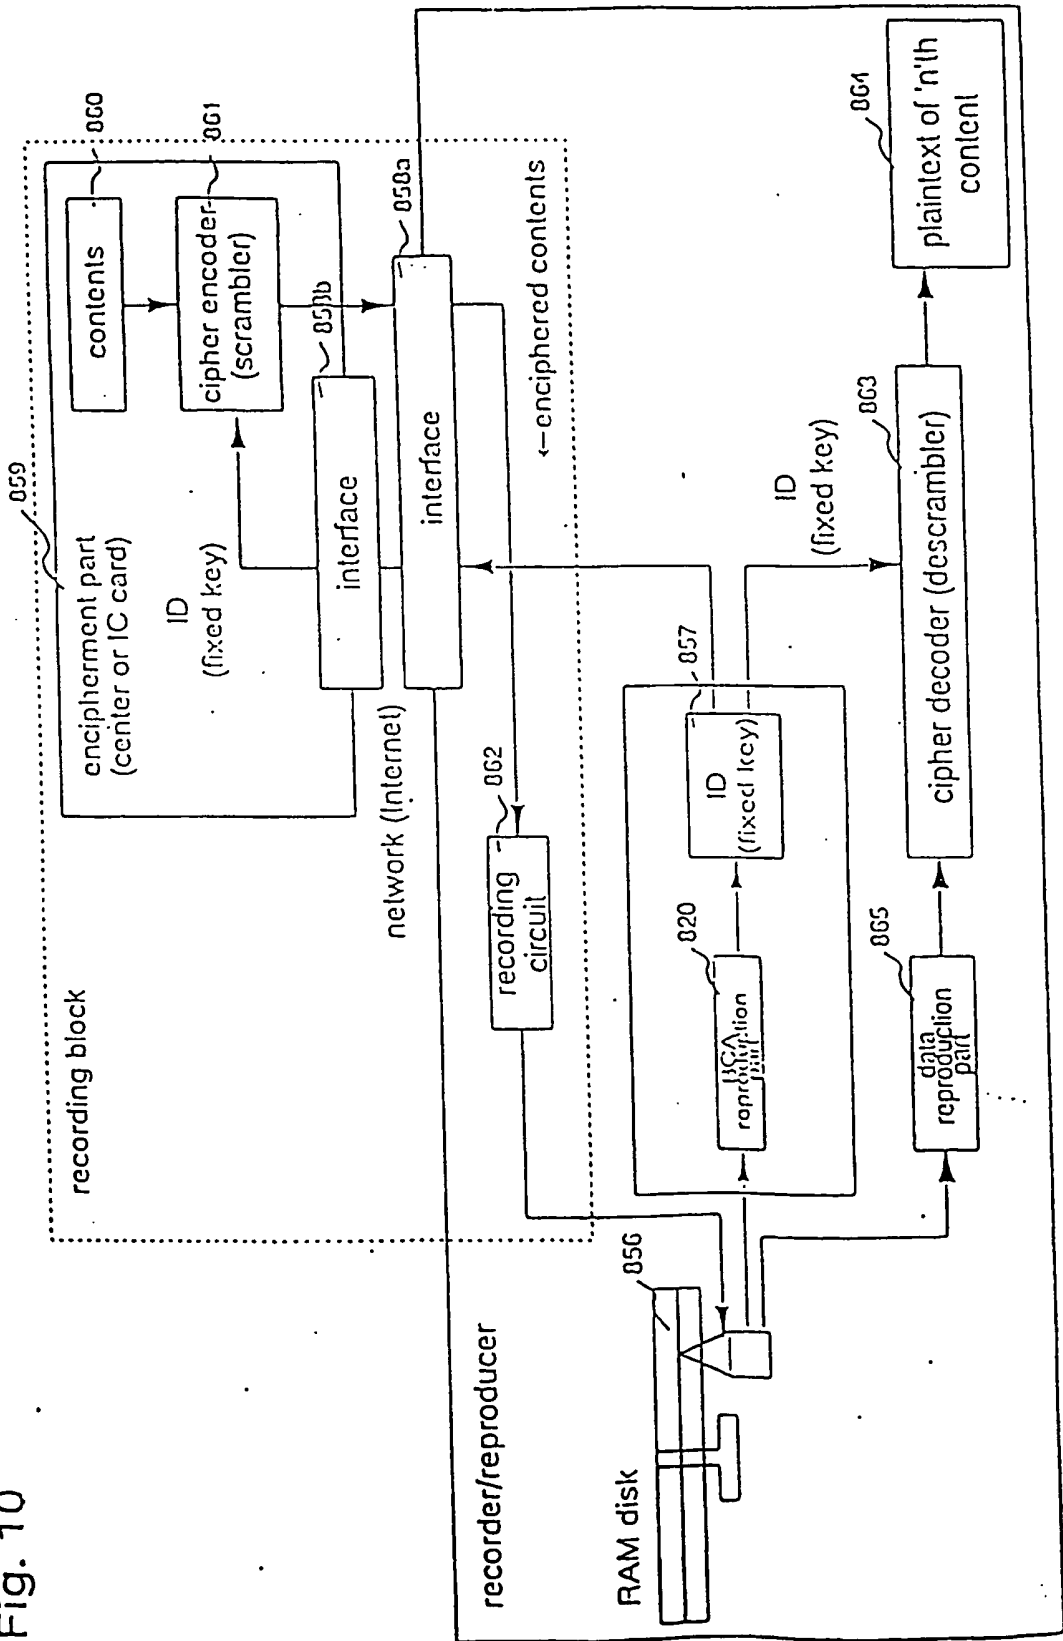 Fig. 10
recording block
859
encipherment part
(center or IC card)
ID
(fixed key)
contents
860
cipher encoder
(scrambler)
861
interface
858b
network (Internet)
interface
858a
←enciphered contents
recording
circuit
862
recorder/reproducer
RAM disk
856
BCA
reproduction
part
820
ID
(fixed key)
857
ID
(fixed key)
data
reproduction
part
865
cipher decoder (descrambler)
863
plaintext of 'n'th
content
864